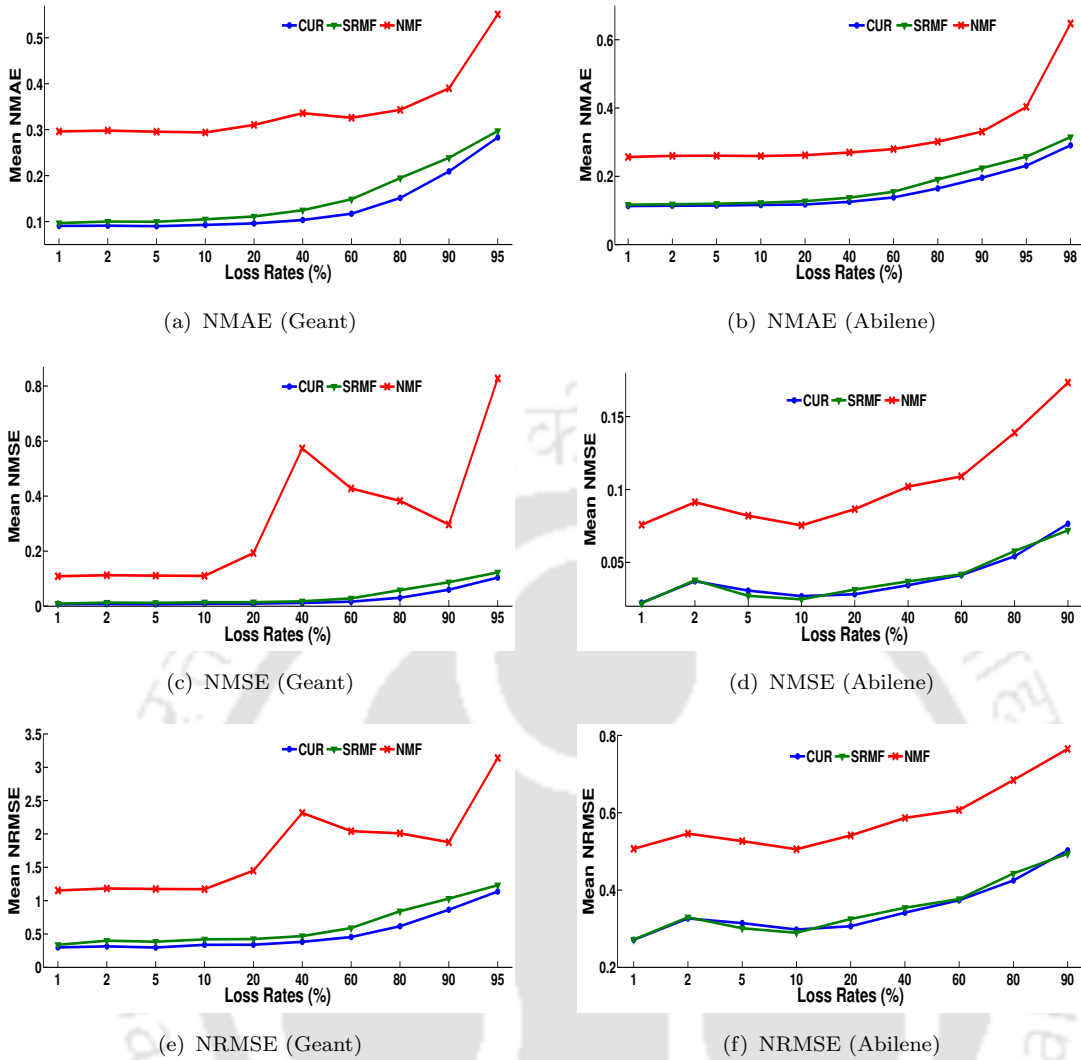 CUR SRMF NMF
Mean NMAE
0.5
0.4
0.3
0.2
0.1
1 2 5 10 20 40 60 80 90 95
Loss Rates (%)
(a) NMAE (Geant)
CUR SRMF NMF
Mean NMAE
0.6
0.4
0.2
0
1 2 5 10 20 40 60 80 90 95 98
Loss Rates (%)
(b) NMAE (Abilene)
CUR SRMF NMF
Mean NMSE
0.8
0.6
0.4
0.2
0
1 2 5 10 20 40 60 80 90 95
Loss Rates (%)
(c) NMSE (Geant)
CUR SRMF NMF
Mean NMSE
0.15
0.1
0.05
1 2 5 10 20 40 60 80 90
Loss Rates (%)
(d) NMSE (Abilene)
CUR SRMF NMF
Mean NRMSE
3.5
3
2.5
2
1.5
1
0.5
0
1 2 5 10 20 40 60 80 90 95
Loss Rates (%)
(e) NRMSE (Geant)
CUR SRMF NMF
Mean NRMSE
0.8
0.6
0.4
0.2
1 2 5 10 20 40 60 80 90
Loss Rates (%)
(f) NRMSE (Abilene)